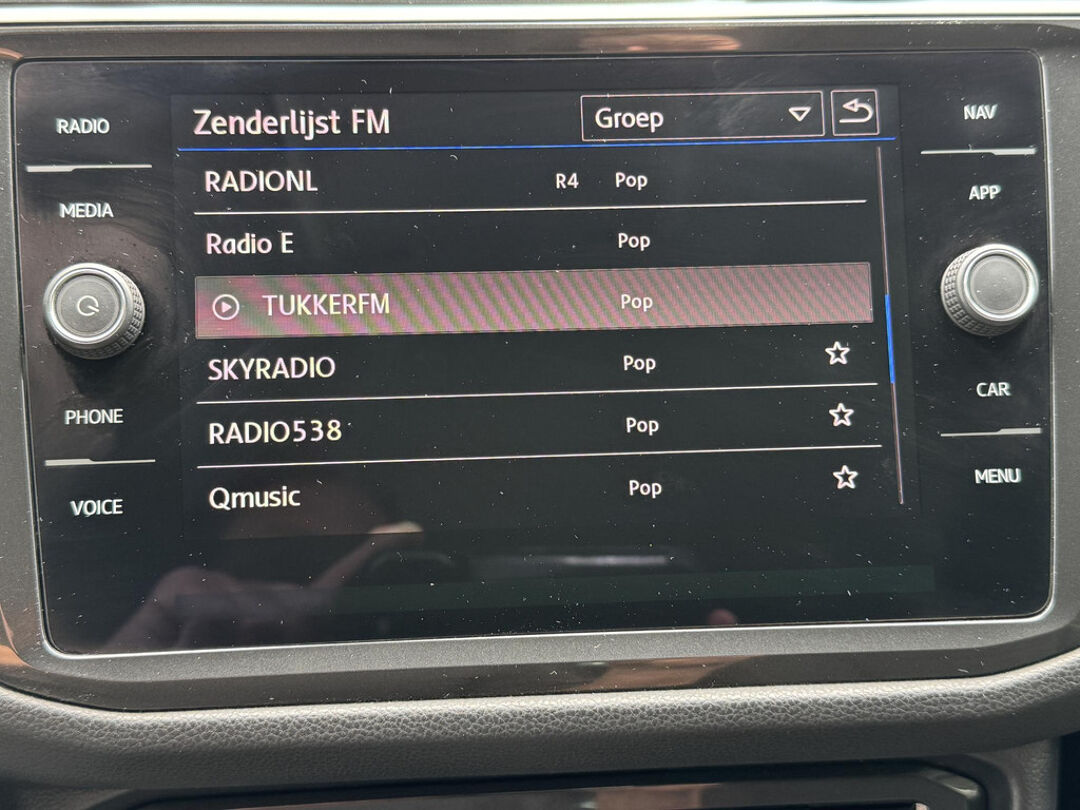 RADIO
MEDIA
PHONE
VOICE
Zenderlijst FM Groep
RADIONL R4 Pop
Radio E Pop
TUKKERFM Pop
SKYRADIO Pop
RADIO538 Pop
Qmusic Pop
NAV
APP
CAR
MENU